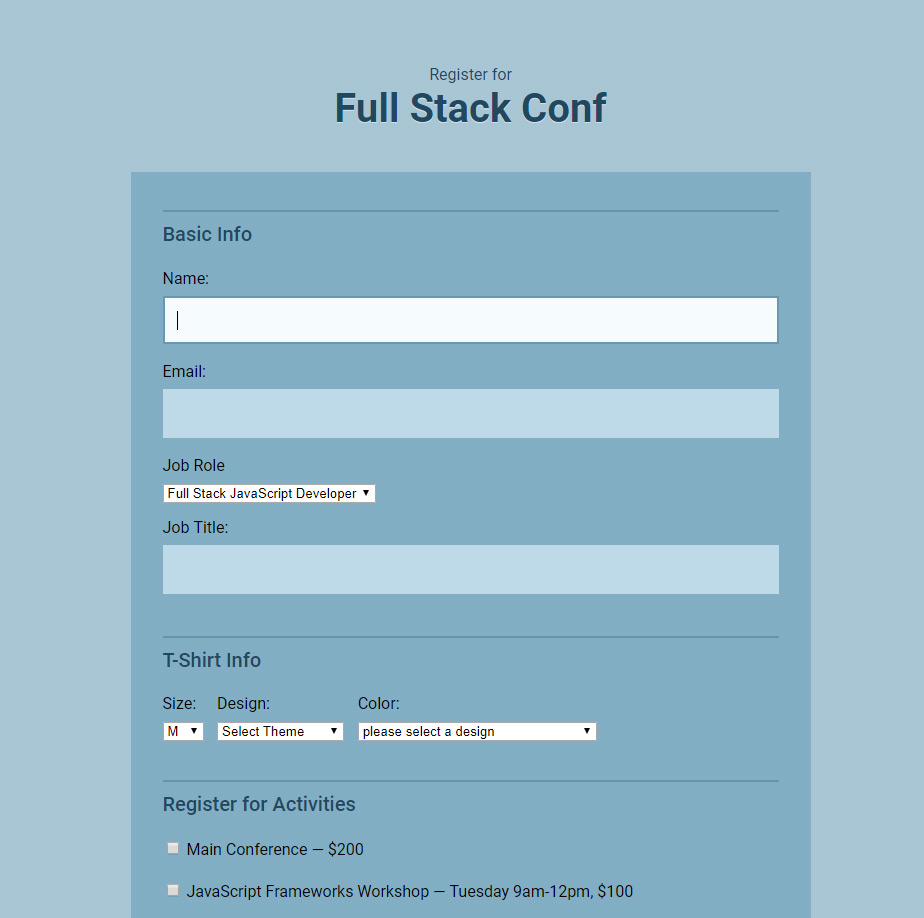 Register for
Full Stack Conf
Basic Info
Name:
Email:
Job Role
Full Stack JavaScript Developer
Job Title:
T-Shirt Info
Size: Design: Color:
M Select Theme please select a design
Register for Activities
Main Conference — $200
JavaScript Frameworks Workshop — Tuesday 9am-12pm, $100